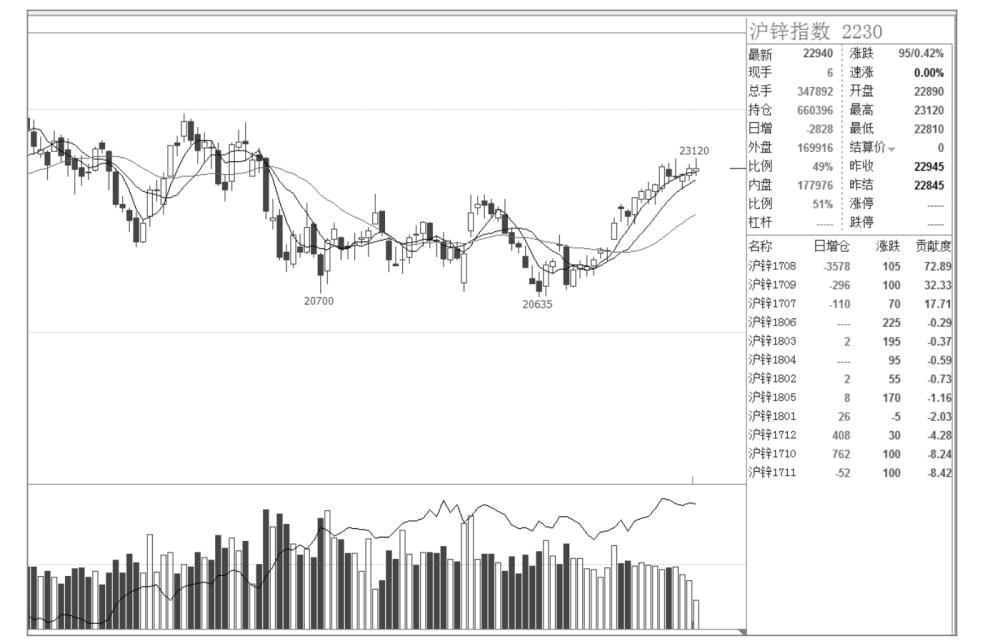 沪锌指数 2230
最新 22940 涨跌 95/0.42%
现手 6 速涨 0.00%
总手 347892 开盘 22890
持仓 660396 最高 23120
日增 -2828 最低 22810
外盘 169916 结算价 0
比例 49% 昨收 22945
内盘 177976 昨结 22845
比例 51% 涨停 -----
杠杆 ----- 跌停 -----
名称 日增仓 涨跌 贡献度
沪锌1708 -3578 105 72.89
沪锌1709 -296 100 32.33
沪锌1707 -110 70 17.71
沪锌1806 ---- 225 -0.29
沪锌1803 2 195 -0.37
沪锌1804 ---- 95 -0.59
沪锌1802 2 55 -0.73
沪锌1805 8 170 -1.16
沪锌1801 26 -5 -2.03
沪锌1712 408 30 -4.28
沪锌1710 762 100 -8.24
沪锌1711 -52 100 -8.42
23120
20700
20635